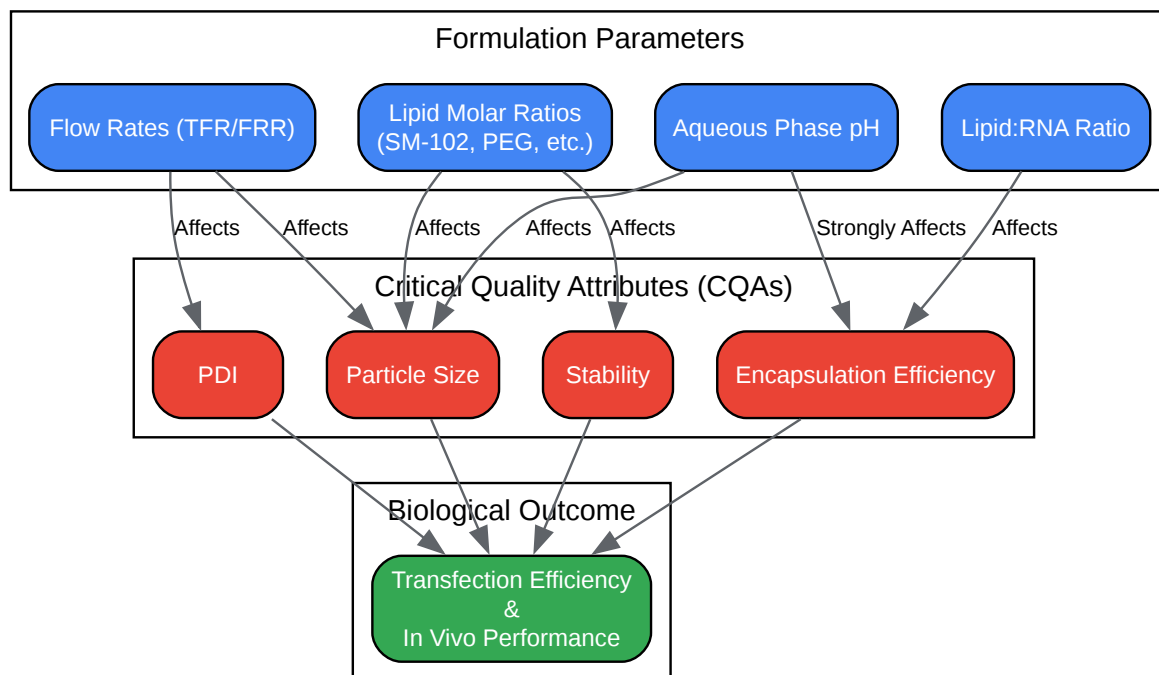 Formulation Parameters
Flow Rates (TFR/FRR)
Lipid Molar Ratios
(SM-102, PEG, etc.)
Aqueous Phase pH
Lipid:RNA Ratio
Affects
Affects
Affects
Affects
Affects
Strongly Affects
Affects
Critical Quality Attributes (CQAs)
PDI
Particle Size
Stability
Encapsulation Efficiency
Biological Outcome
Transfection Efficiency
&
In Vivo Performance